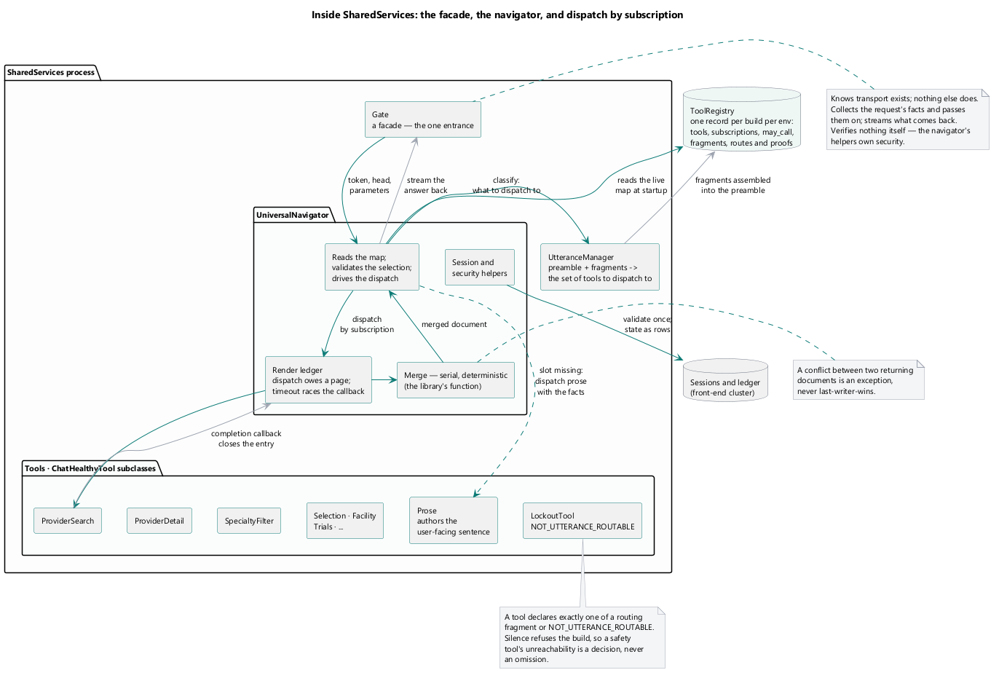 Inside SharedServices: the facade, the navigator, and dispatch by subscription
SharedServices process
Gate
a facade — the one entrance
ToolRegistry
one record per build per env:
tools, subscriptions, may_call,
fragments, routes and proofs
Knows transport exists; nothing else does.
Collects the request's facts and passes
them on; streams what comes back.
Verifies nothing itself — the navigator's
helpers own security.
token, head,
parameters
stream the
answer back
classify:
what to dispatch to
reads the live
map at startup
fragments assembled
into the preamble
UniversalNavigator
Reads the map;
validates the selection;
drives the dispatch
Session and
security helpers
UtteranceManager
preamble + fragments ->
the set of tools to dispatch to
dispatch
by subscription
merged document
validate once;
state as rows
Render ledger
dispatch owes a page;
timeout races the callback
Merge — serial, deterministic
(the library's function)
slot missing:
dispatch prose
with the facts
Sessions and ledger
(front-end cluster)
A conflict between two returning
documents is an exception,
never last-writer-wins.
completion callback
closes the entry
Tools · ChatHealthyTool subclasses
ProviderSearch
ProviderDetail
SpecialtyFilter
Selection · Facility
Trials · ...
Prose
authors the
user-facing sentence
LockoutTool
NOT_UTTERANCE_ROUTABLE
A tool declares exactly one of a routing
fragment or NOT_UTTERANCE_ROUTABLE.
Silence refuses the build, so a safety
tool's unreachability is a decision, never
an omission.